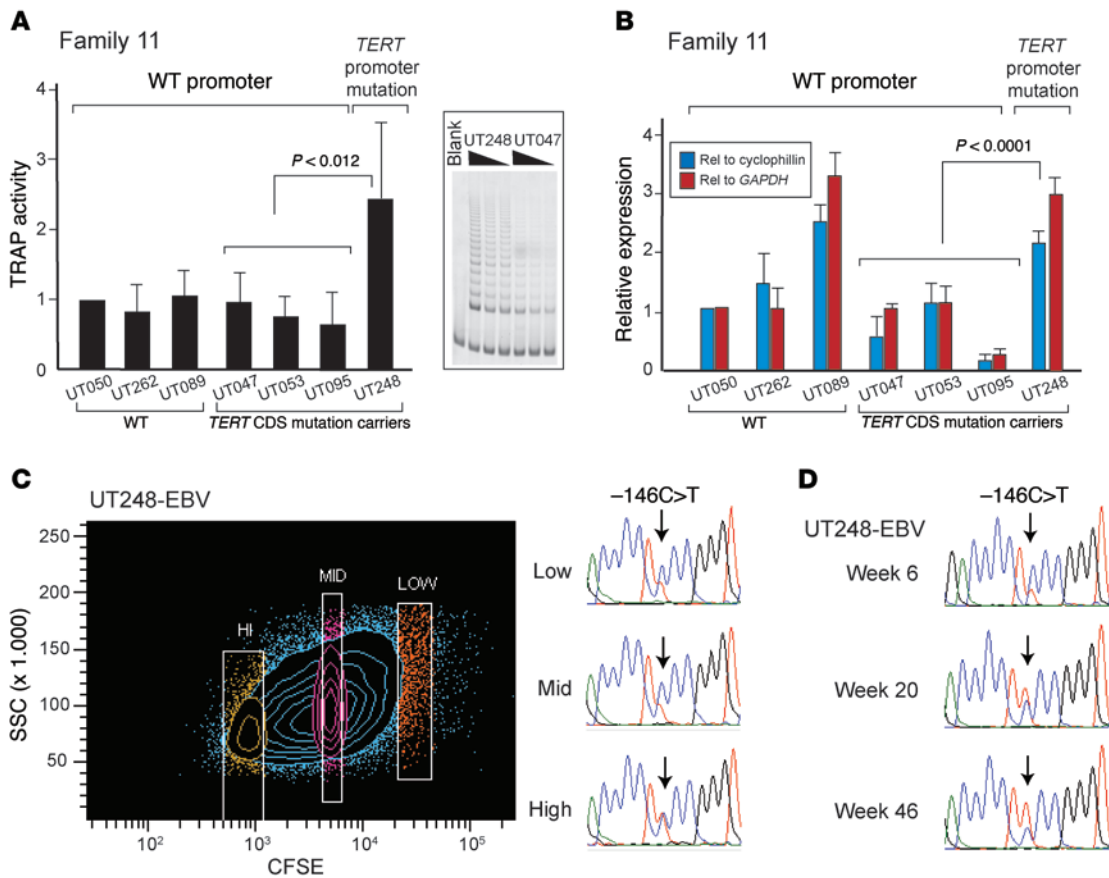 A
Family 11
TERT
promoter
mutation
WT promoter
TRAP activity
4
3
2
1
0
P < 0.012
UT050
UT262
UT089
UT047
UT053
UT095
UT248
WT
TERT CDS mutation carriers
Blank
UT248
UT047
B
Family 11
TERT
promoter
mutation
WT promoter
Relative expression
4
3
2
1
0
Rel to cyclophillin
Rel to GAPDH
P < 0.0001
UT050
UT262
UT089
UT047
UT053
UT095
UT248
WT
TERT CDS mutation carriers
C
UT248-EBV
SSC (x 1.000)
250
200
150
100
50
HI
MID
LOW
10²
10³
10⁴
10⁵
CFSE
–146C>T
Low
Mid
High
D
–146C>T
UT248-EBV
Week 6
Week 20
Week 46